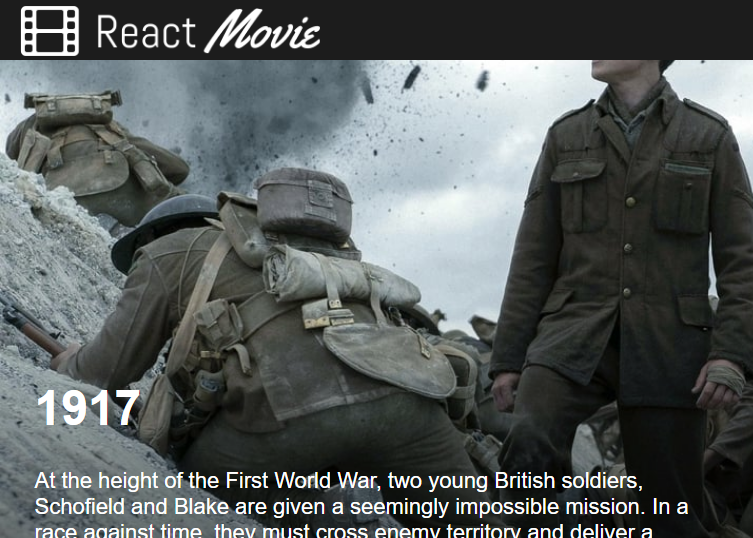 React Movie
1917
At the height of the First World War, two young British soldiers,
Schofield and Blake are given a seemingly impossible mission. In a
race against time, they must cross enemy territory and deliver a